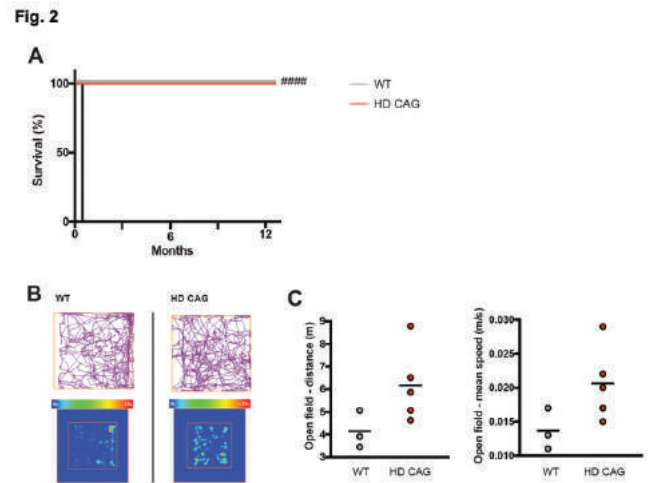 Fig. 2
A
100
50
0
Survival (%)
0
6
12
Months
####
WT
HD CAG
B
WT
HD CAG
C
Open field - distance (m)
9
8
7
6
5
4
3
WT
HD CAG
Open field - mean speed (m/s)
0.030
0.025
0.020
0.015
0.010
WT
HD CAG